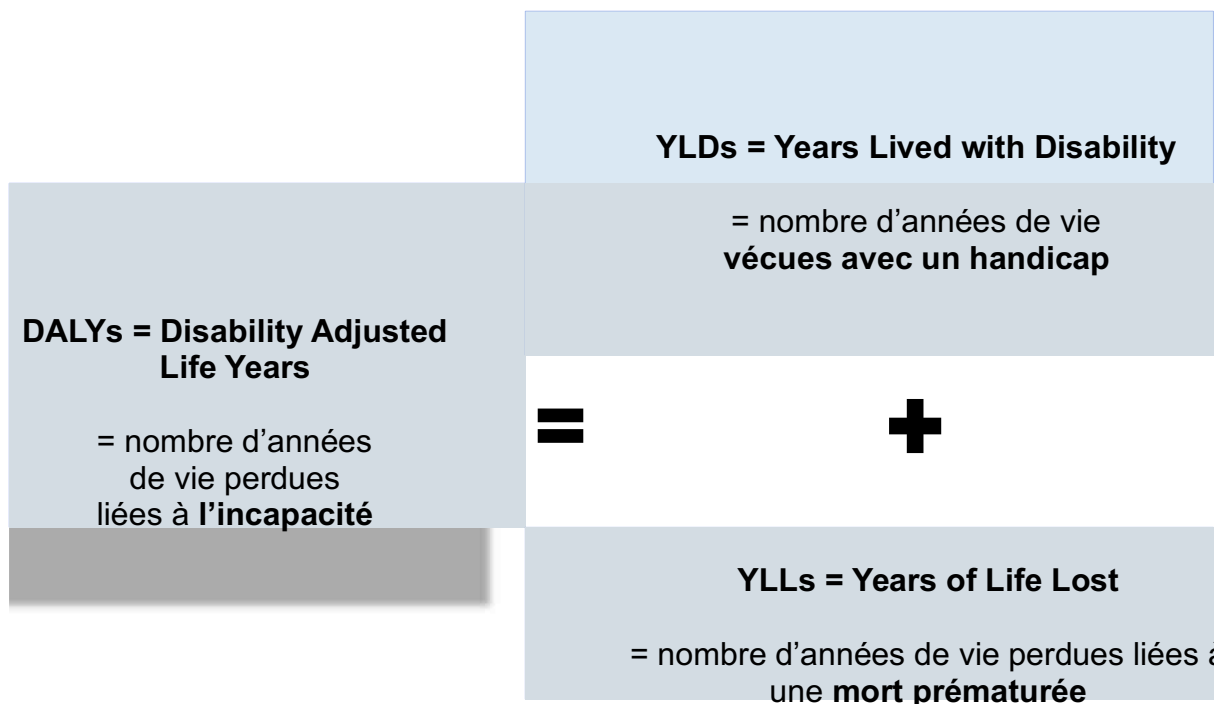 YLDs = Years Lived with Disability
= nombre d’années de vie
vécues avec un handicap
DALYs = Disability Adjusted
Life Years
= nombre d’années
de vie perdues
liées à l’incapacité
=
+
YLLs = Years of Life Lost
= nombre d’années de vie perdues liées à
une mort prématurée